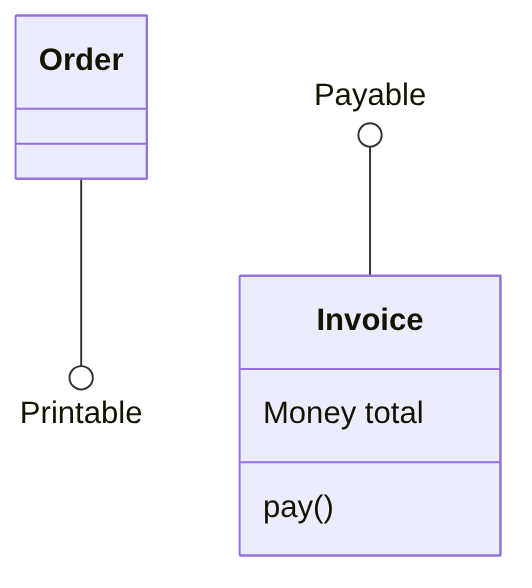 Order
Printable
Payable
Invoice
Money total
pay()